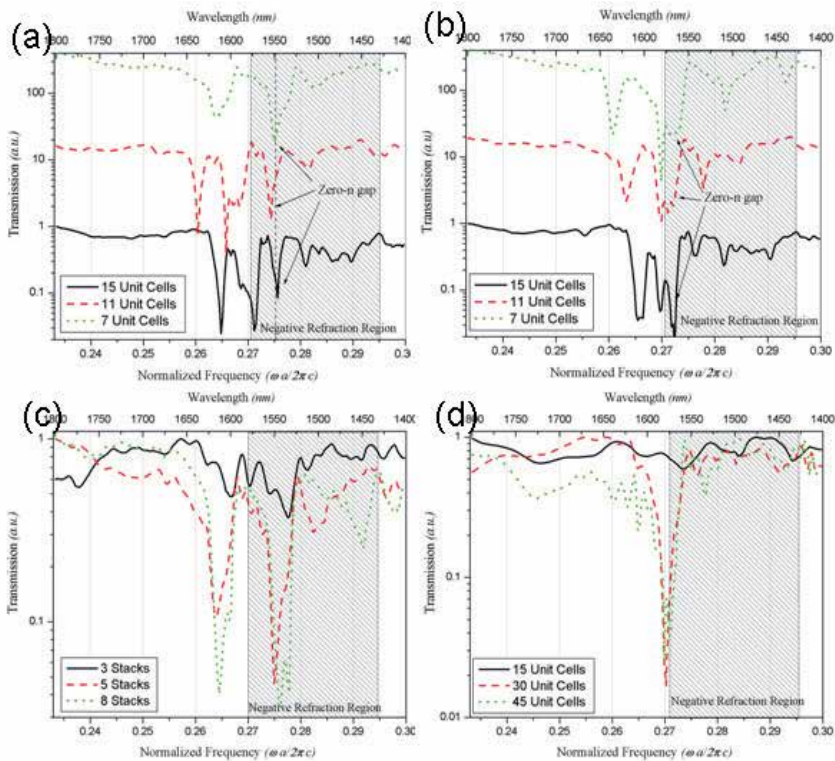 (a)
Wavelength (nm)
1800 1750 1700 1650 1600 1550 1500 1450 1400
Transmission (a.u.)
100
10
1
0.1
Zero-n gap
15 Unit Cells
11 Unit Cells
7 Unit Cells
Negative Refraction Region
0.24 0.25 0.26 0.27 0.28 0.29 0.30
Normalized Frequency (ωa/2πc)
(b)
Wavelength (nm)
1800 1750 1700 1650 1600 1550 1500 1450 1400
Transmission (a.u.)
100
10
1
0.1
Zero-n gap
15 Unit Cells
11 Unit Cells
7 Unit Cells
Negative Refraction Region
0.24 0.25 0.26 0.27 0.28 0.29 0.30
Normalized Frequency (ωa/2πc)
(c)
Wavelength (nm)
1800 1750 1700 1650 1600 1550 1500 1450 1400
Transmission (a.u.)
1
0.1
3 Stacks
5 Stacks
8 Stacks
Negative Refraction Region
0.24 0.25 0.26 0.27 0.28 0.29 0.30
Normalized Frequency (ωa/2πc)
(d)
Wavelength (nm)
1800 1750 1700 1650 1600 1550 1500 1450 1400
Transmission (a.u.)
1
0.1
0.01
15 Unit Cells
30 Unit Cells
45 Unit Cells
Negative Refraction Region
0.24 0.25 0.26 0.27 0.28 0.29 0.30
Normalized Frequency (ωa/2πc)